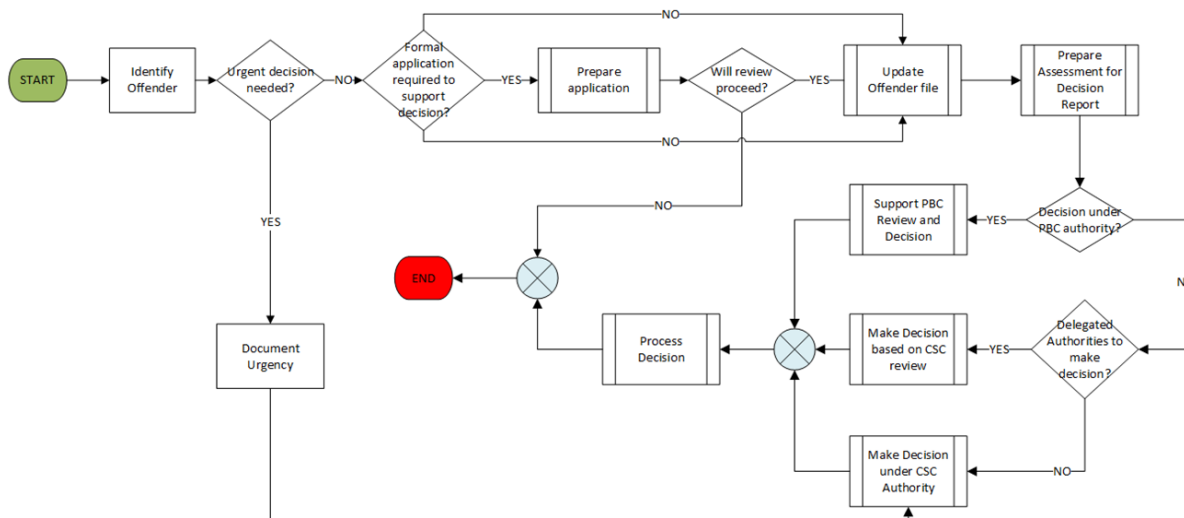 NO
Formal
application
required to
support
decision?
START
Identify
Offender
Urgent decision
needed?
NO
YES
Prepare
application
Will review
proceed?
YES
Update
Offender file
Prepare
Assessment for
Decision
Report
NO
YES
NO
Support PBC
Review and
Decision
YES
Decision under
PBC authority?
END
N
Document
Urgency
Process
Decision
Make Decision
based on CSC
review
YES
Delegated
Authorities to
make
decision?
Make Decision
under CSC
Authority
NO